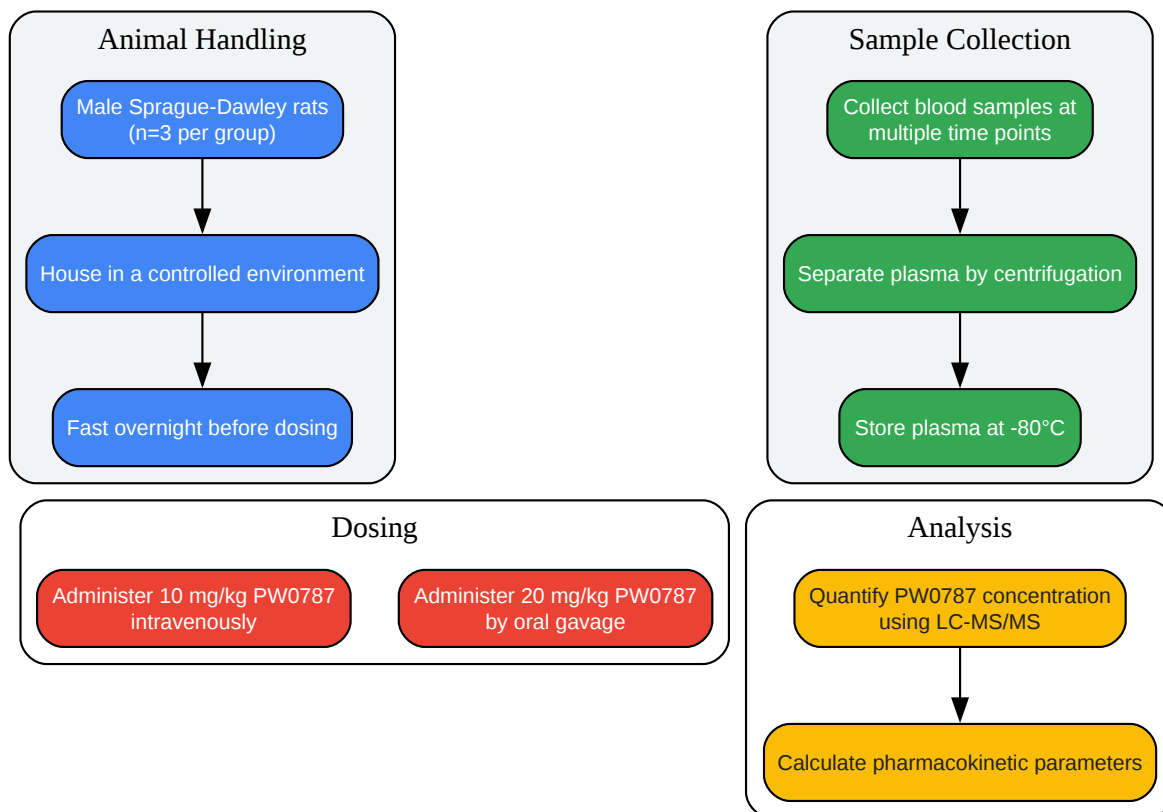 Animal Handling
Male Sprague-Dawley rats
(n=3 per group)
House in a controlled environment
Fast overnight before dosing
Sample Collection
Collect blood samples at
multiple time points
Separate plasma by centrifugation
Store plasma at -80°C
Dosing
Administer 10 mg/kg PW0787
intravenously
Administer 20 mg/kg PW0787
by oral gavage
Analysis
Quantify PW0787 concentration
using LC-MS/MS
Calculate pharmacokinetic parameters